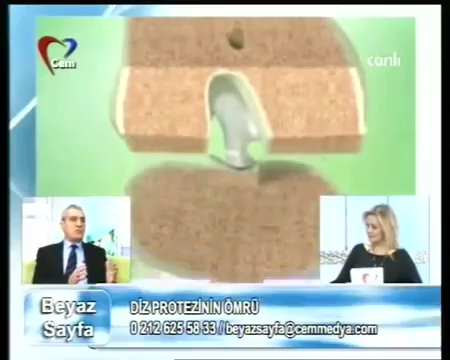 Cem
canlı
Beyaz
Sayfa
DİZ PROTEZİNİN ÖMRÜ
0 212 625 58 33 / beyazsayfa@cemmedya.com